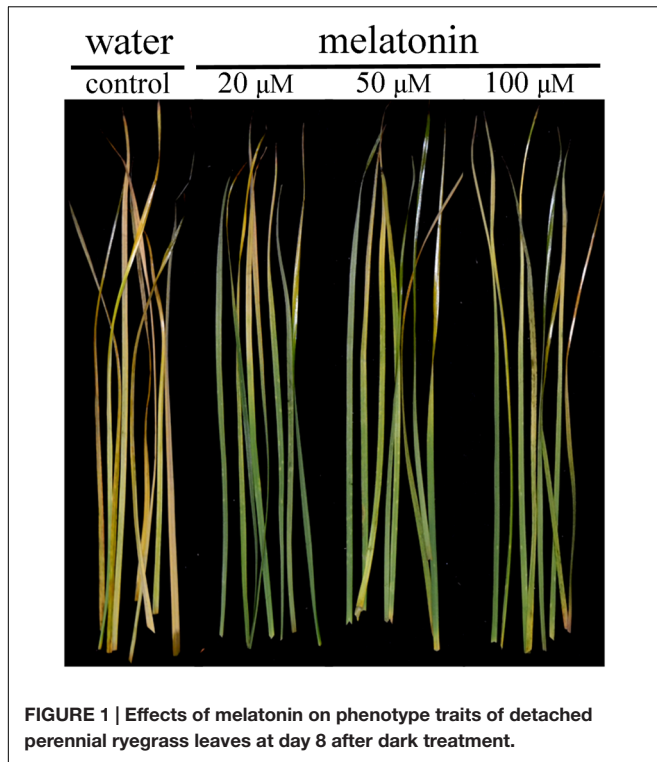 water melatonin
control 20 μM 50 μM 100 μM
FIGURE 1 | Effects of melatonin on phenotype traits of detached
perennial ryegrass leaves at day 8 after dark treatment.